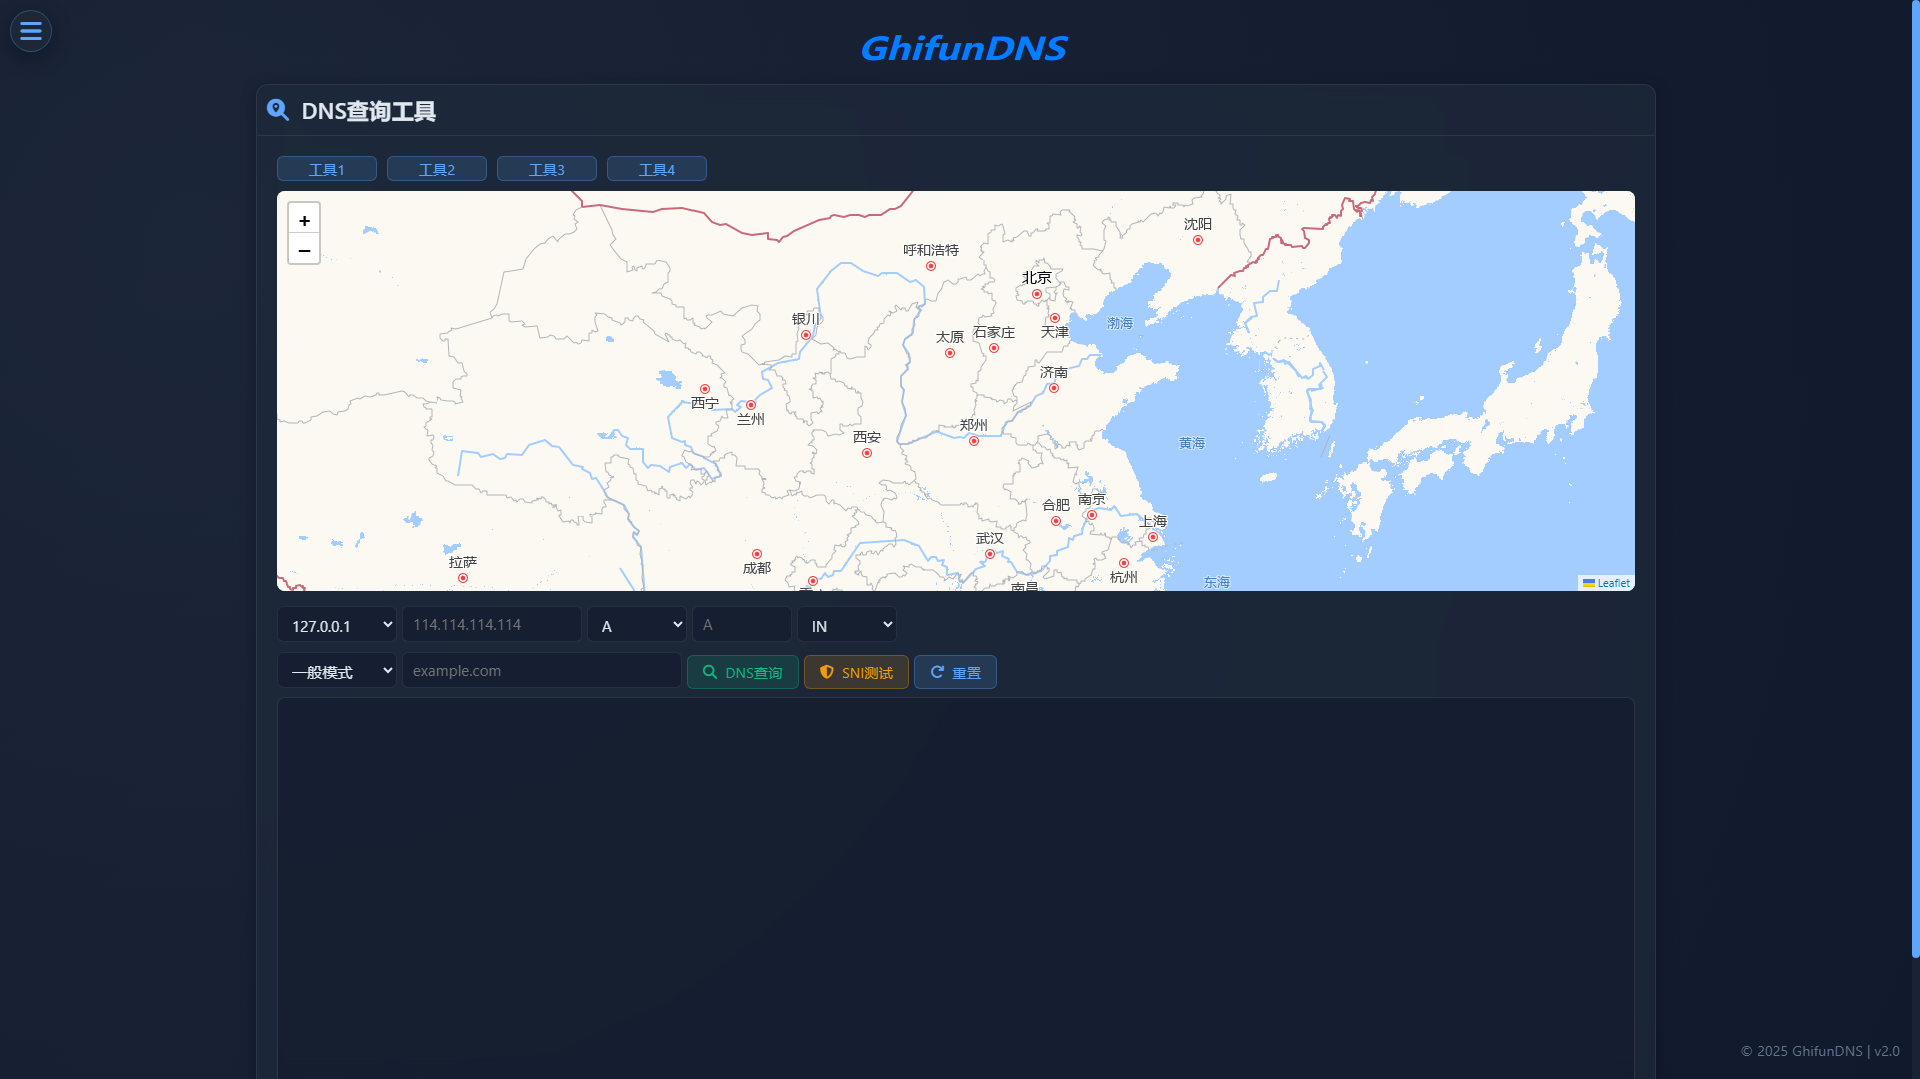 GhifunDNS
DNS查询工具
工具1 工具2 工具3 工具4
+
−
沈阳
呼和浩特
北京
银川
天津
渤海
太原
石家庄
济南
西宁
兰州
郑州
西安
黄海
合肥
南京
上海
武汉
拉萨
成都
杭州
东海
南昌
Leaflet
127.0.0.1 114.114.114.114 A A IN
一般模式 example.com DNS查询 SNI测试 重置
© 2025 GhifunDNS | v2.0